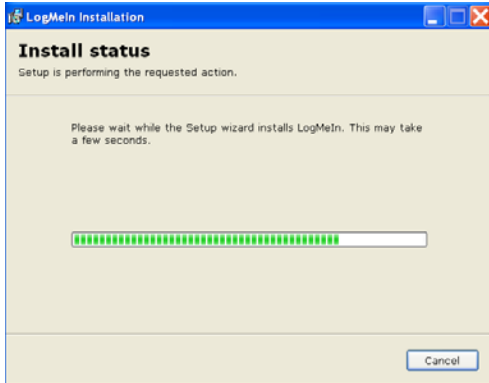 LogMeIn Installation
Install status
Setup is performing the requested action.
Please wait while the Setup wizard installs LogMeIn. This may take
a few seconds.
Cancel